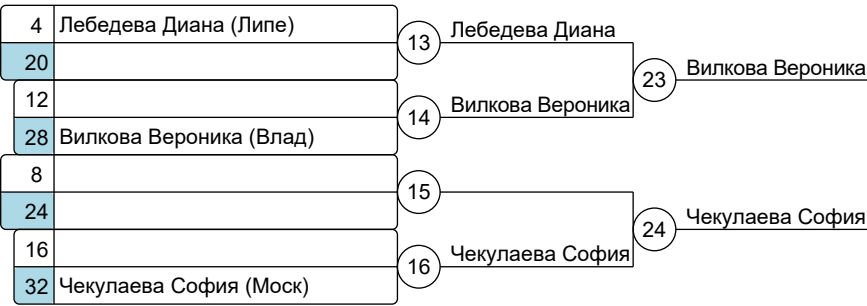 4 Лебедева Диана (Липе)
20
13 Лебедева Диана
12
28 Вилкова Вероника (Влад)
14 Вилкова Вероника
23 Вилкова Вероника
8
24
15
16
32 Чекулаева София (Моск)
16 Чекулаева София
24 Чекулаева София